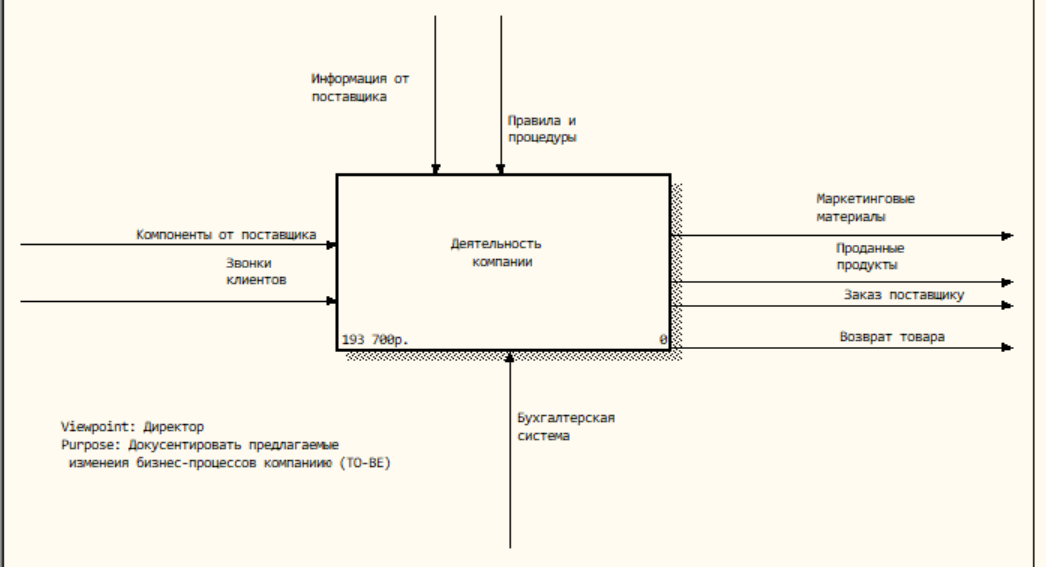 Информация от
поставщика
Правила и
процедуры
Компоненты от поставщика
Звонки
клиентов
Деятельность
компании
193 700р.
0
Маркетинговые
материалы
Проданные
продукты
Заказ поставщику
Возврат товара
Бухгалтерская
система
Viewpoint: Директор
Purpose: Докусентировать предлагаемые
изменеия бизнес-процессов компаниию (TO-BE)